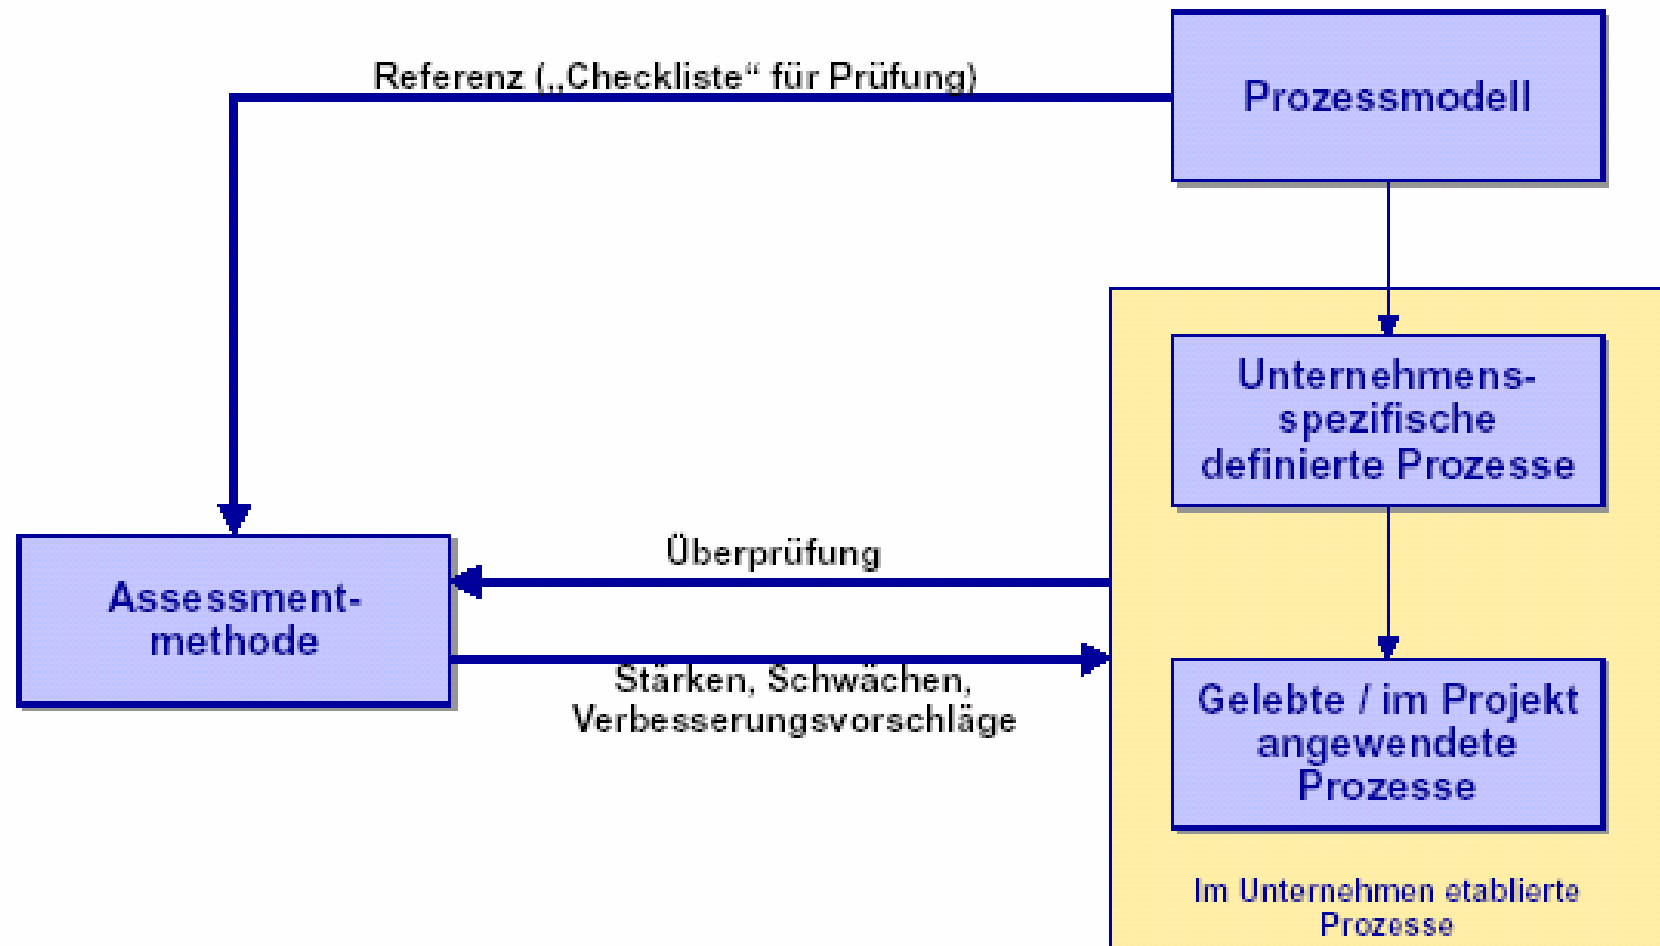 Referenz („Checkliste“ für Prüfung)
Prozessmodell
Unternehmens-
spezifische
definierte Prozesse
Überprüfung
Assessment-
methode
Stärken, Schwächen,
Verbesserungsvorschläge
Gelebte / im Projekt
angewendete
Prozesse
Im Unternehmen etablierte
Prozesse